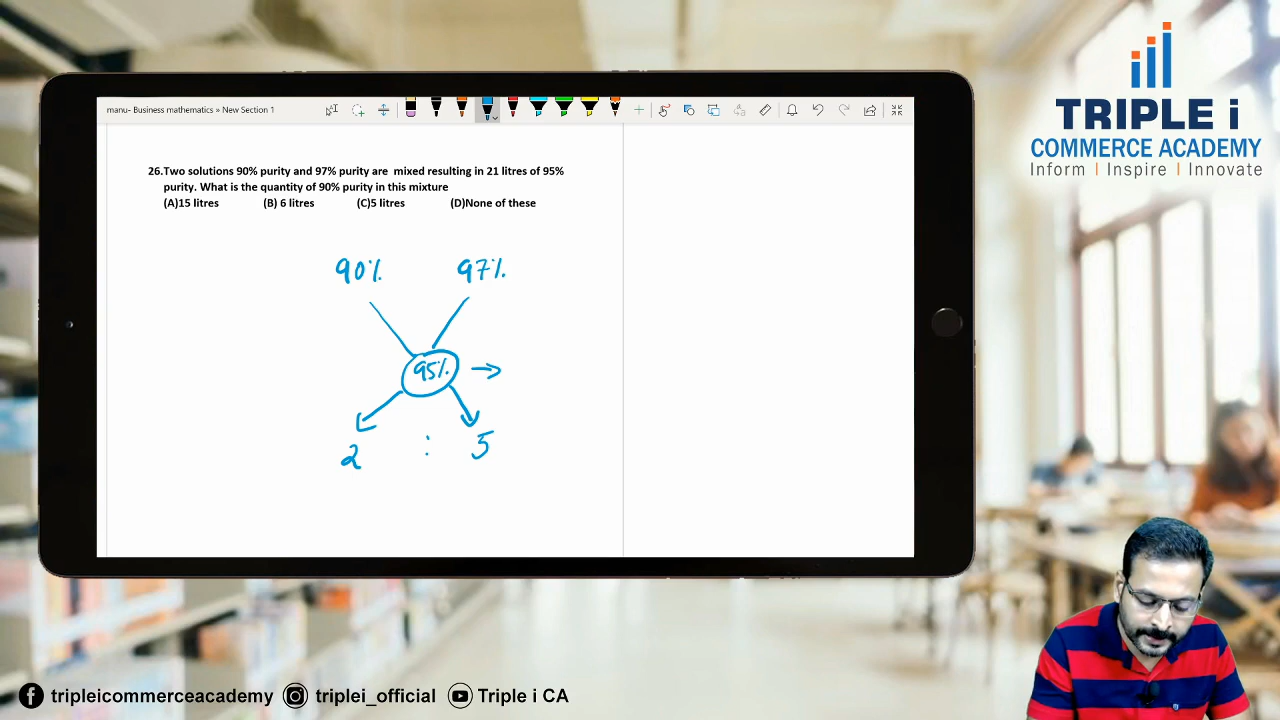 TRIPLE i
COMMERCE ACADEMY
Inform | Inspire | Innovate
manu- Business mathematics » New Section 1
26.Two solutions 90% purity and 97% purity are mixed resulting in 21 litres of 95%
purity. What is the quantity of 90% purity in this mixture
(A)15 litres (B) 6 litres (C)5 litres (D)None of these
90% 97%
95% →
2 : 5
tripleicommerceacademy triplei_official Triple i CA